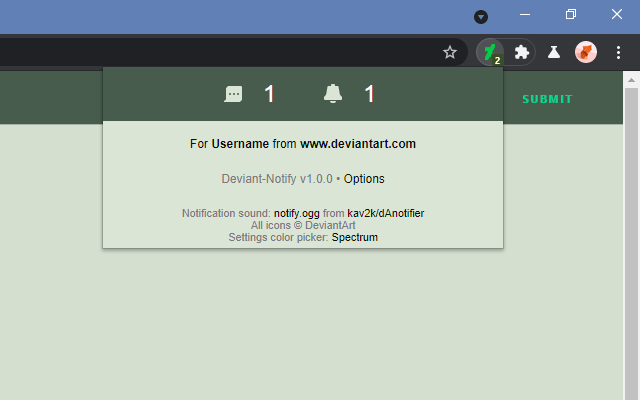 2
1 1
SUBMIT
For Username from www.deviantart.com
Deviant-Notify v1.0.0 • Options
Notification sound: notify.ogg from kav2k/dAnotifier
All icons © DeviantArt
Settings color picker: Spectrum